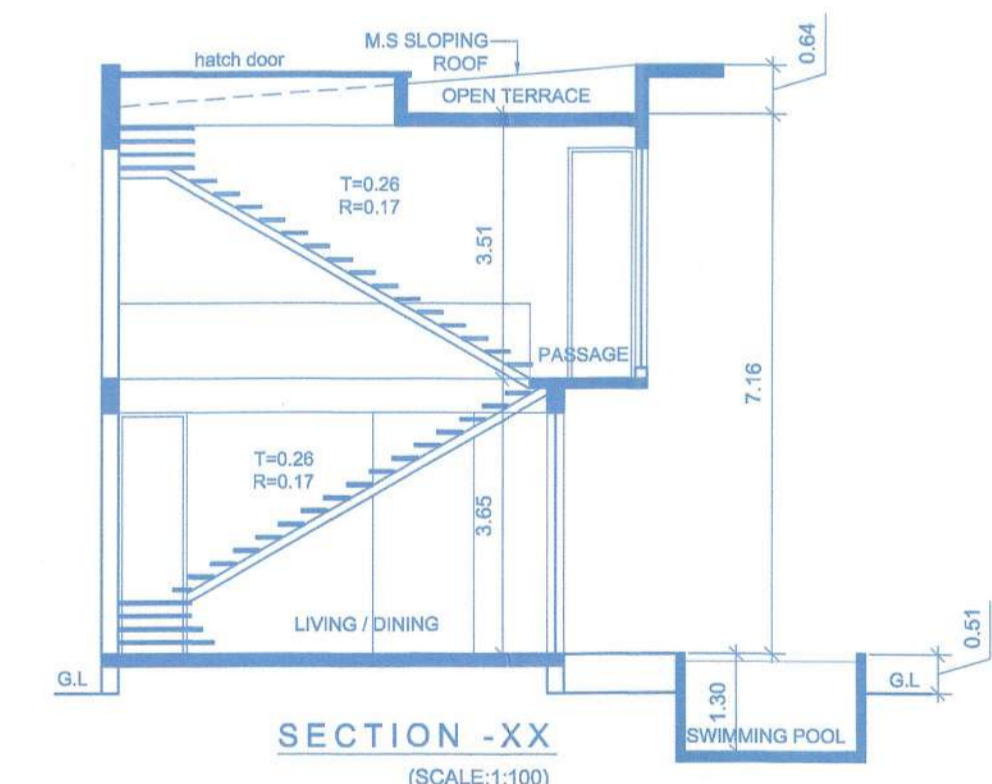 M.S SLOPING
ROOF
hatch door
OPEN TERRACE
0.64
T=0.26
R=0.17
3.51
PASSAGE
7.16
T=0.26
R=0.17
3.65
LIVING / DINING
0.51
G.L
G.L
1.30
SWIMMING POOL
SECTION -XX
(SCALE:1:100)